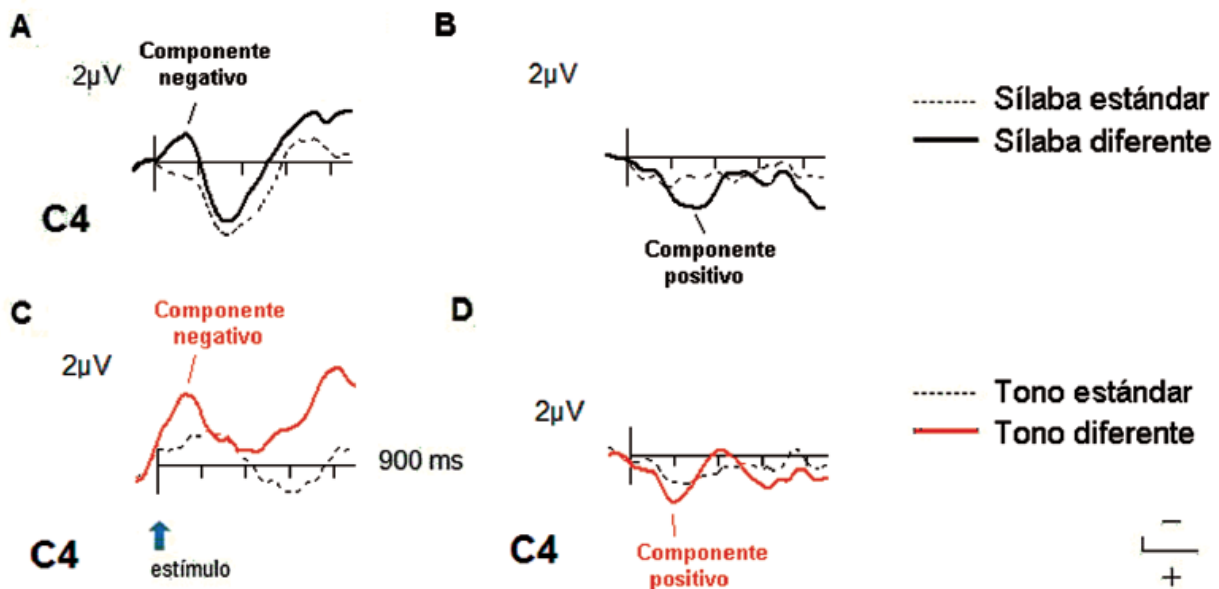 A
Componente
negativo
2µV
C4
B
2µV
Componente
positivo
Sílaba estándar
Sílaba diferente
C
Componente
negativo
2µV
900 ms
C4
estímulo
D
2µV
C4
Componente
positivo
Tono estándar
Tono diferente
−
+